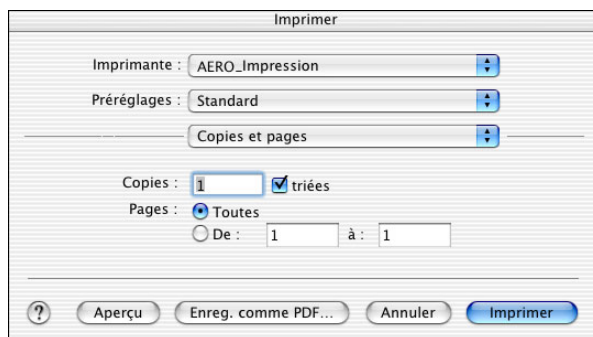 Imprimer
Imprimante : AERO_Impression
Préréglages : Standard
Copies et pages
Copies : 1 triées
Pages : Toutes
De : 1 à : 1
? Aperçu Enreg. comme PDF... Annuler Imprimer